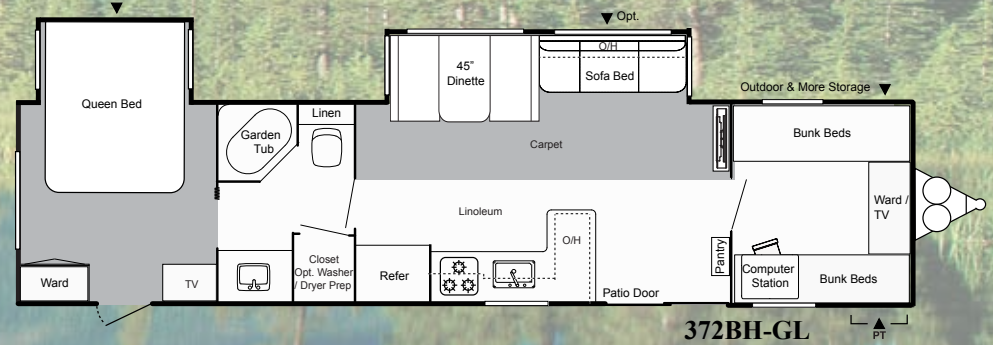 Opt.
O/H
45"
Dinette
Sofa Bed
Queen Bed
Outdoor & More Storage
Linen
Garden
Tub
Bunk Beds
Carpet
Ward /
TV
Linoleum
O/H
Pantry
Closet
Opt. Washer
/ Dryer Prep
Refer
Computer
Station
Bunk Beds
Ward
TV
Patio Door
372BH-GL
PT